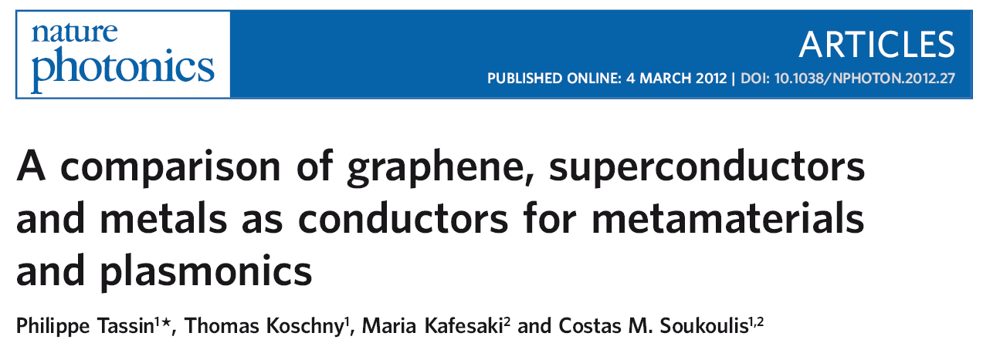 nature
photonics
ARTICLES
PUBLISHED ONLINE: 4 MARCH 2012 | DOI: 10.1038/NPHOTON.2012.27
A comparison of graphene, superconductors
and metals as conductors for metamaterials
and plasmonics
Philippe Tassin¹*, Thomas Koschny¹, Maria Kafesaki² and Costas M. Soukoulis¹,²